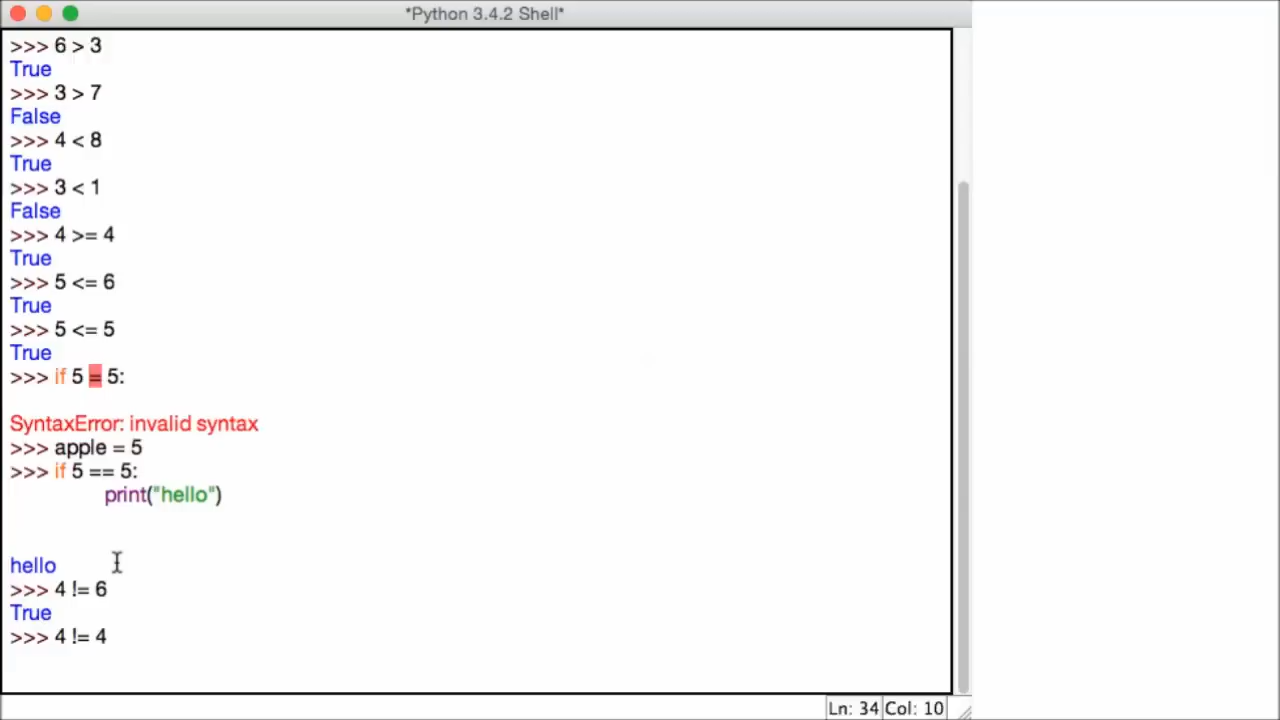 *Python 3.4.2 Shell*
>>> 6 > 3
True
>>> 3 > 7
False
>>> 4 < 8
True
>>> 3 < 1
False
>>> 4 >= 4
True
>>> 5 <= 6
True
>>> 5 <= 5
True
>>> if 5 = 5:
SyntaxError: invalid syntax
>>> apple = 5
>>> if 5 == 5:
print("hello")
hello
>>> 4 != 6
True
>>> 4 != 4
Ln: 34 Col: 10